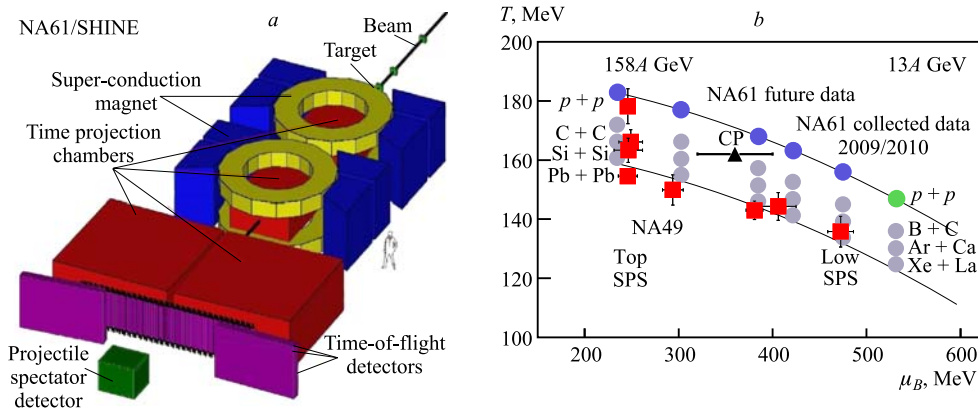 NA61/SHINE
a
Beam
Target
Super-conduction
magnet
Time projection
chambers
Time-of-flight
detectors
Projectile
spectator
detector
T, MeV
b
200
180
160
140
120
100
158A GeV
13A GeV
p + p
NA61 future data
C + C
CP
NA61 collected data
2009/2010
Si + Si
Pb + Pb
p + p
NA49
B + C
Ar + Ca
Xe + La
Top
SPS
Low
SPS
200
300
400
500
600
μB, MeV